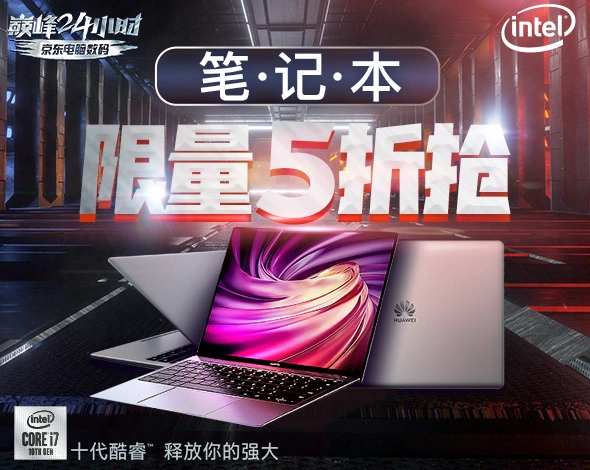 巅峰24小时
京东电脑数码
intel
笔·记·本
限量5折抢
HUAWEI
intel
CORE i7
10TH GEN
十代酷睿™ 释放你的强大